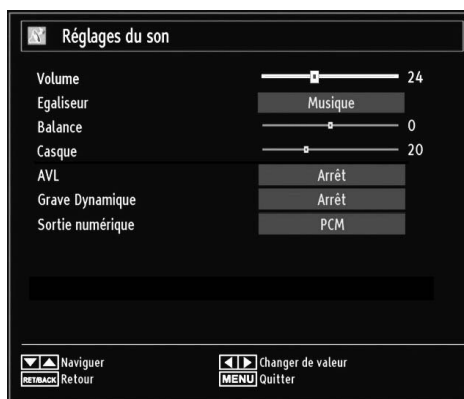 Réglages du son
Volume 24
Egaliseur Musique
Balance 0
Casque 20
AVL Arrêt
Grave Dynamique Arrêt
Sortie numérique PCM
Naviguer Changer de valeur
RET/BACK Retour MENU Quitter